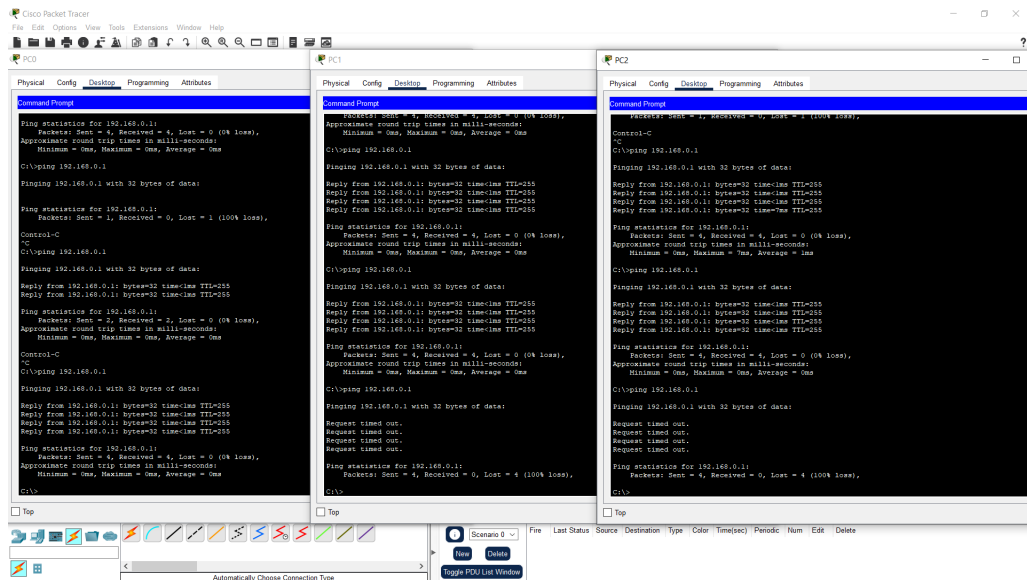 Cisco Packet Tracer
File Edit Options View Tools Extensions Window Help
?
PC0
Physical Config Desktop Programming Attributes
Command Prompt
Ping statistics for 192.168.0.1:
Packets: Sent = 4, Received = 4, Lost = 0 (0% loss),
Approximate round trip times in milli-seconds:
Minimum = 0ms, Maximum = 0ms, Average = 0ms
C:\>ping 192.168.0.1
Pinging 192.168.0.1 with 32 bytes of data:
Ping statistics for 192.168.0.1:
Packets: Sent = 1, Received = 0, Lost = 1 (100% loss),
Control-C
^C
C:\>ping 192.168.0.1
Pinging 192.168.0.1 with 32 bytes of data:
Reply from 192.168.0.1: bytes=32 time<1ms TTL=255
Reply from 192.168.0.1: bytes=32 time<1ms TTL=255
Ping statistics for 192.168.0.1:
Packets: Sent = 2, Received = 2, Lost = 0 (0% loss),
Approximate round trip times in milli-seconds:
Minimum = 0ms, Maximum = 0ms, Average = 0ms
Control-C
^C
C:\>ping 192.168.0.1
Pinging 192.168.0.1 with 32 bytes of data:
Reply from 192.168.0.1: bytes=32 time<1ms TTL=255
Reply from 192.168.0.1: bytes=32 time<1ms TTL=255
Reply from 192.168.0.1: bytes=32 time<1ms TTL=255
Reply from 192.168.0.1: bytes=32 time<1ms TTL=255
Ping statistics for 192.168.0.1:
Packets: Sent = 4, Received = 4, Lost = 0 (0% loss),
Approximate round trip times in milli-seconds:
Minimum = 0ms, Maximum = 0ms, Average = 0ms
C:\>
Top
PC1
Physical Config Desktop Programming Attributes
Command Prompt
Packets: Sent = 4, Received = 4, Lost = 0 (0% loss),
Approximate round trip times in milli-seconds:
Minimum = 0ms, Maximum = 0ms, Average = 0ms
C:\>ping 192.168.0.1
Pinging 192.168.0.1 with 32 bytes of data:
Reply from 192.168.0.1: bytes=32 time<1ms TTL=255
Reply from 192.168.0.1: bytes=32 time<1ms TTL=255
Reply from 192.168.0.1: bytes=32 time<1ms TTL=255
Reply from 192.168.0.1: bytes=32 time<1ms TTL=255
Ping statistics for 192.168.0.1:
Packets: Sent = 4, Received = 4, Lost = 0 (0% loss),
Approximate round trip times in milli-seconds:
Minimum = 0ms, Maximum = 0ms, Average = 0ms
C:\>ping 192.168.0.1
Pinging 192.168.0.1 with 32 bytes of data:
Reply from 192.168.0.1: bytes=32 time<1ms TTL=255
Reply from 192.168.0.1: bytes=32 time<1ms TTL=255
Reply from 192.168.0.1: bytes=32 time<1ms TTL=255
Reply from 192.168.0.1: bytes=32 time<1ms TTL=255
Ping statistics for 192.168.0.1:
Packets: Sent = 4, Received = 4, Lost = 0 (0% loss),
Approximate round trip times in milli-seconds:
Minimum = 0ms, Maximum = 0ms, Average = 0ms
C:\>ping 192.168.0.1
Pinging 192.168.0.1 with 32 bytes of data:
Request timed out.
Request timed out.
Request timed out.
Request timed out.
Ping statistics for 192.168.0.1:
Packets: Sent = 4, Received = 0, Lost = 4 (100% loss),
C:\>
Top
PC2
Physical Config Desktop Programming Attributes
Command Prompt
Packets: Sent = 1, Received = 0, Lost = 1 (100% loss),
Control-C
^C
C:\>ping 192.168.0.1
Pinging 192.168.0.1 with 32 bytes of data:
Reply from 192.168.0.1: bytes=32 time<1ms TTL=255
Reply from 192.168.0.1: bytes=32 time<1ms TTL=255
Reply from 192.168.0.1: bytes=32 time<1ms TTL=255
Reply from 192.168.0.1: bytes=32 time=7ms TTL=255
Ping statistics for 192.168.0.1:
Packets: Sent = 4, Received = 4, Lost = 0 (0% loss),
Approximate round trip times in milli-seconds:
Minimum = 0ms, Maximum = 7ms, Average = 1ms
C:\>ping 192.168.0.1
Pinging 192.168.0.1 with 32 bytes of data:
Reply from 192.168.0.1: bytes=32 time<1ms TTL=255
Reply from 192.168.0.1: bytes=32 time<1ms TTL=255
Reply from 192.168.0.1: bytes=32 time<1ms TTL=255
Reply from 192.168.0.1: bytes=32 time<1ms TTL=255
Ping statistics for 192.168.0.1:
Packets: Sent = 4, Received = 4, Lost = 0 (0% loss),
Approximate round trip times in milli-seconds:
Minimum = 0ms, Maximum = 0ms, Average = 0ms
C:\>ping 192.168.0.1
Pinging 192.168.0.1 with 32 bytes of data:
Request timed out.
Request timed out.
Request timed out.
Request timed out.
Ping statistics for 192.168.0.1:
Packets: Sent = 4, Received = 0, Lost = 4 (100% loss),
C:\>
Top
Automatically Choose Connection Type
Scenario 0
New Delete
Toggle PDU List Window
Fire Last Status Source Destination Type Color Time(sec) Periodic Num Edit Delete